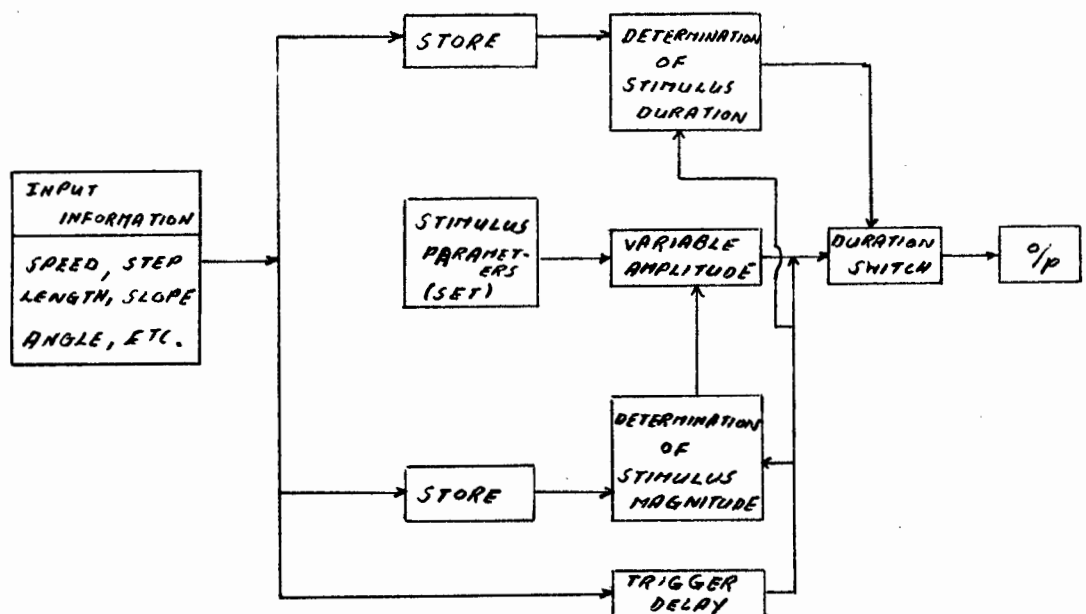 INPUT
INFORMATION
SPEED, STEP
LENGTH, SLOPE
ANGLE, ETC.
STORE
DETERMINATION
OF
STIMULUS
DURATION
STIMULUS
PARAMET-
ERS
(SET)
VARIABLE
AMPLITUDE
DURATION
SWITCH
O/P
STORE
DETERMINATION
OF
STIMULUS
MAGNITUDE
TRIGGER
DELAY